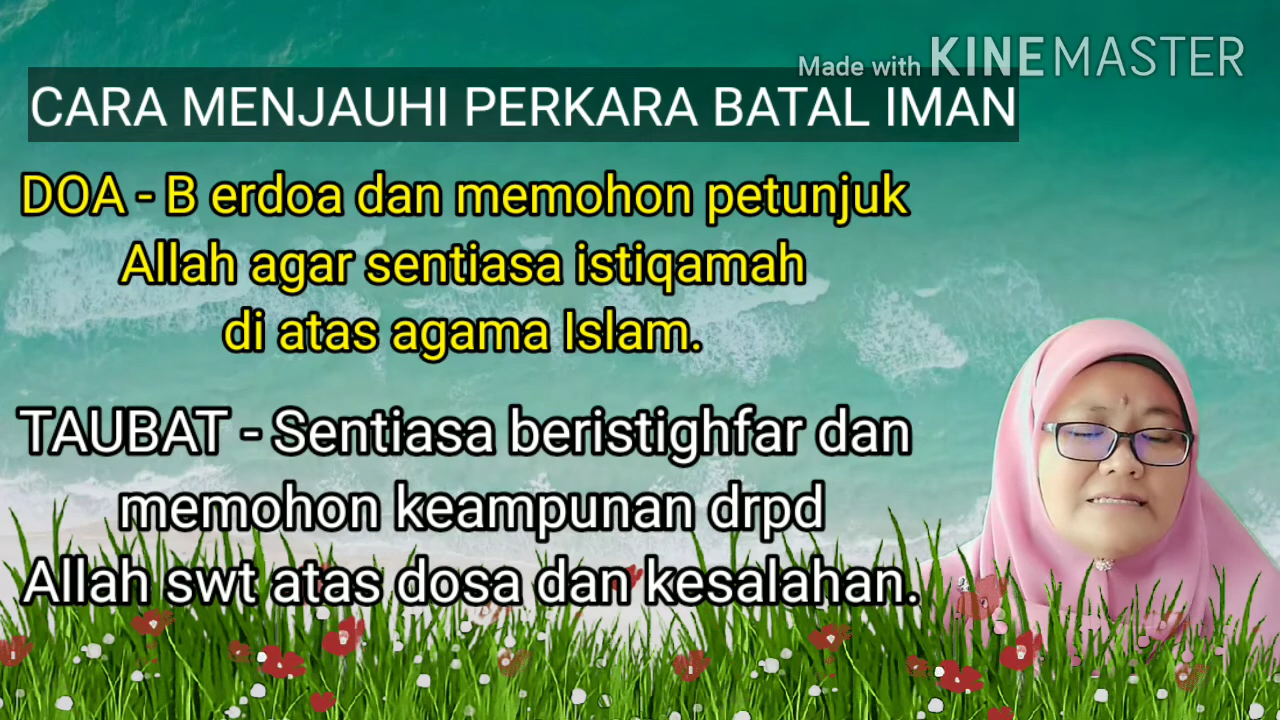 Made with KINEMASTER
CARA MENJAUHI PERKARA BATAL IMAN
DOA - B erdoa dan memohon petunjuk
Allah agar sentiasa istiqamah
di atas agama Islam.
TAUBAT - Sentiasa beristighfar dan
memohon keampunan drpd
Allah swt atas dosa dan kesalahan.